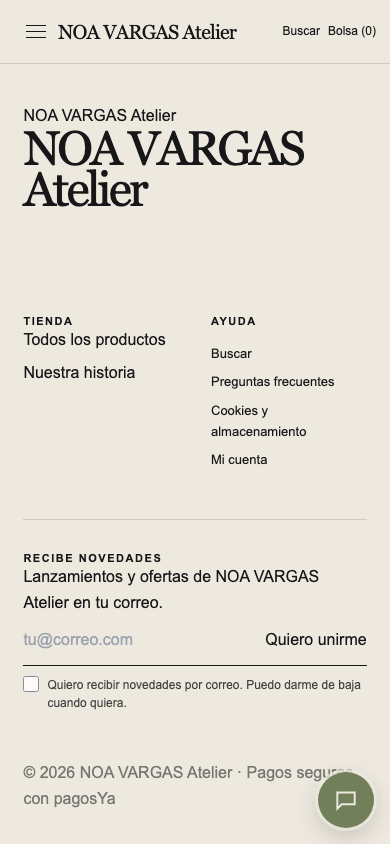 NOA VARGAS Atelier
Buscar Bolsa (0)
NOA VARGAS Atelier
NOA VARGAS
Atelier
TIENDA
Todos los productos
Nuestra historia
AYUDA
Buscar
Preguntas frecuentes
Cookies y
almacenamiento
Mi cuenta
RECIBE NOVEDADES
Lanzamientos y ofertas de NOA VARGAS
Atelier en tu correo.
tu@correo.com Quiero unirme
Quiero recibir novedades por correo. Puedo darme de baja
cuando quiera.
© 2026 NOA VARGAS Atelier · Pagos seguros
con pagosYa